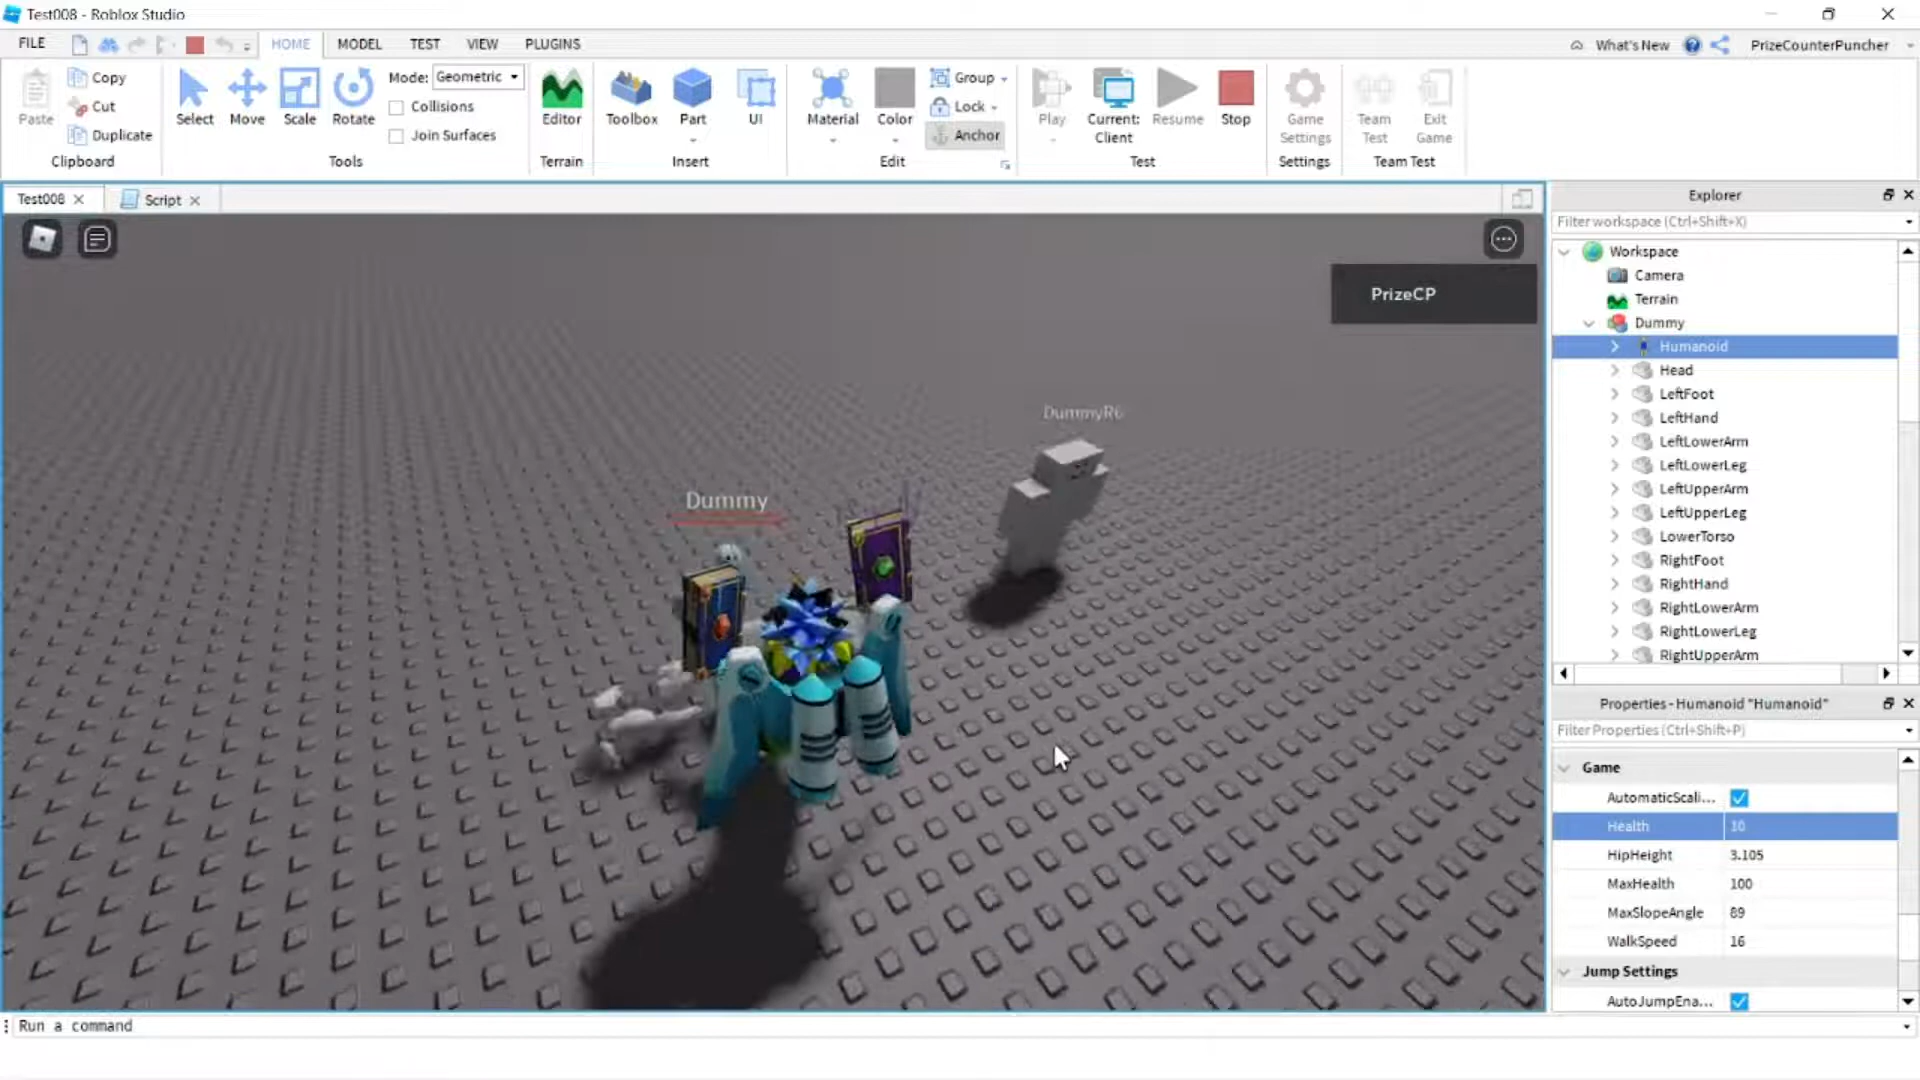 Test008 - Roblox Studio
FILE HOME MODEL TEST VIEW PLUGINS What's New PrizeCounterPuncher
Paste Copy Cut Duplicate Clipboard
Select Move Scale Rotate Mode: Geometric Collisions Join Surfaces Tools
Editor Terrain
Toolbox Part UI Insert
Material Color Group Lock Anchor Edit
Play Current: Client Resume Stop Test
Game Settings Settings
Team Test Exit Game Team Test
Test008 Script
PrizeCP
DummyR6
Dummy
Run a command
Explorer
Filter workspace (Ctrl+Shift+X)
Workspace
Camera
Terrain
Dummy
Humanoid
Head
LeftFoot
LeftHand
LeftLowerArm
LeftLowerLeg
LeftUpperArm
LeftUpperLeg
LowerTorso
RightFoot
RightHand
RightLowerArm
RightLowerLeg
RightUpperArm
Properties - Humanoid "Humanoid"
Filter Properties (Ctrl+Shift+P)
Game
AutomaticScali...
Health
HipHeight 3.105
MaxHealth 100
MaxSlopeAngle 89
WalkSpeed 16
Jump Settings
AutoJumpEna...